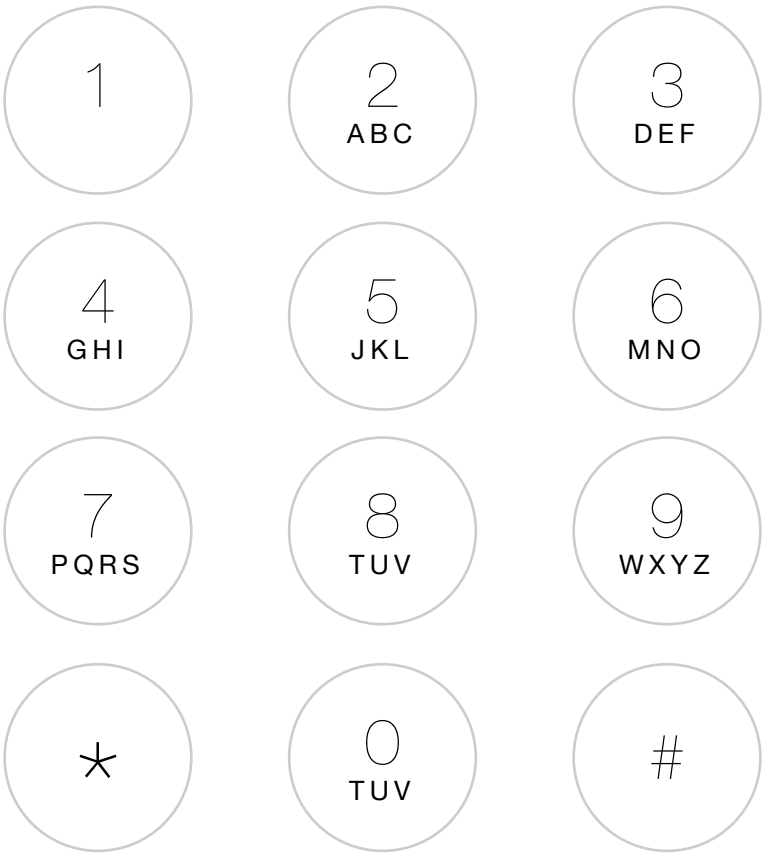 1 2 3
ABC DEF
4 5 6
GHI JKL MNO
7 8 9
PQRS TUV WXYZ
* 0 #
TUV